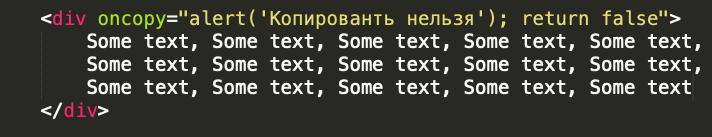 <div oncopy="alert('Копированть нельзя'); return false">
Some text, Some text, Some text, Some text, Some text,
Some text, Some text, Some text, Some text, Some text,
Some text, Some text, Some text, Some text, Some text
</div>